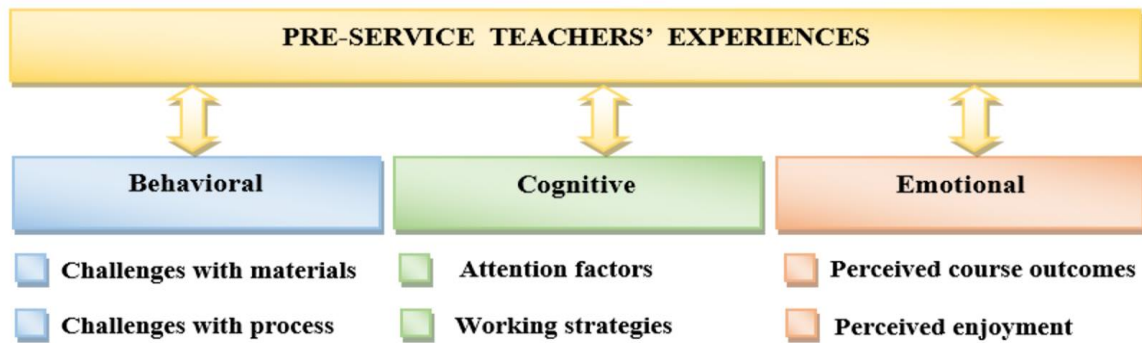 PRE-SERVICE TEACHERS’ EXPERIENCES
Behavioral
Cognitive
Emotional
Challenges with materials
Attention factors
Perceived course outcomes
Challenges with process
Working strategies
Perceived enjoyment